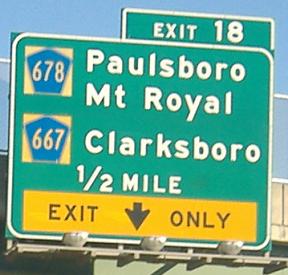 EXIT 18
678 Paulsboro
Mt Royal
667 Clarksboro
1/2 MILE
EXIT ONLY